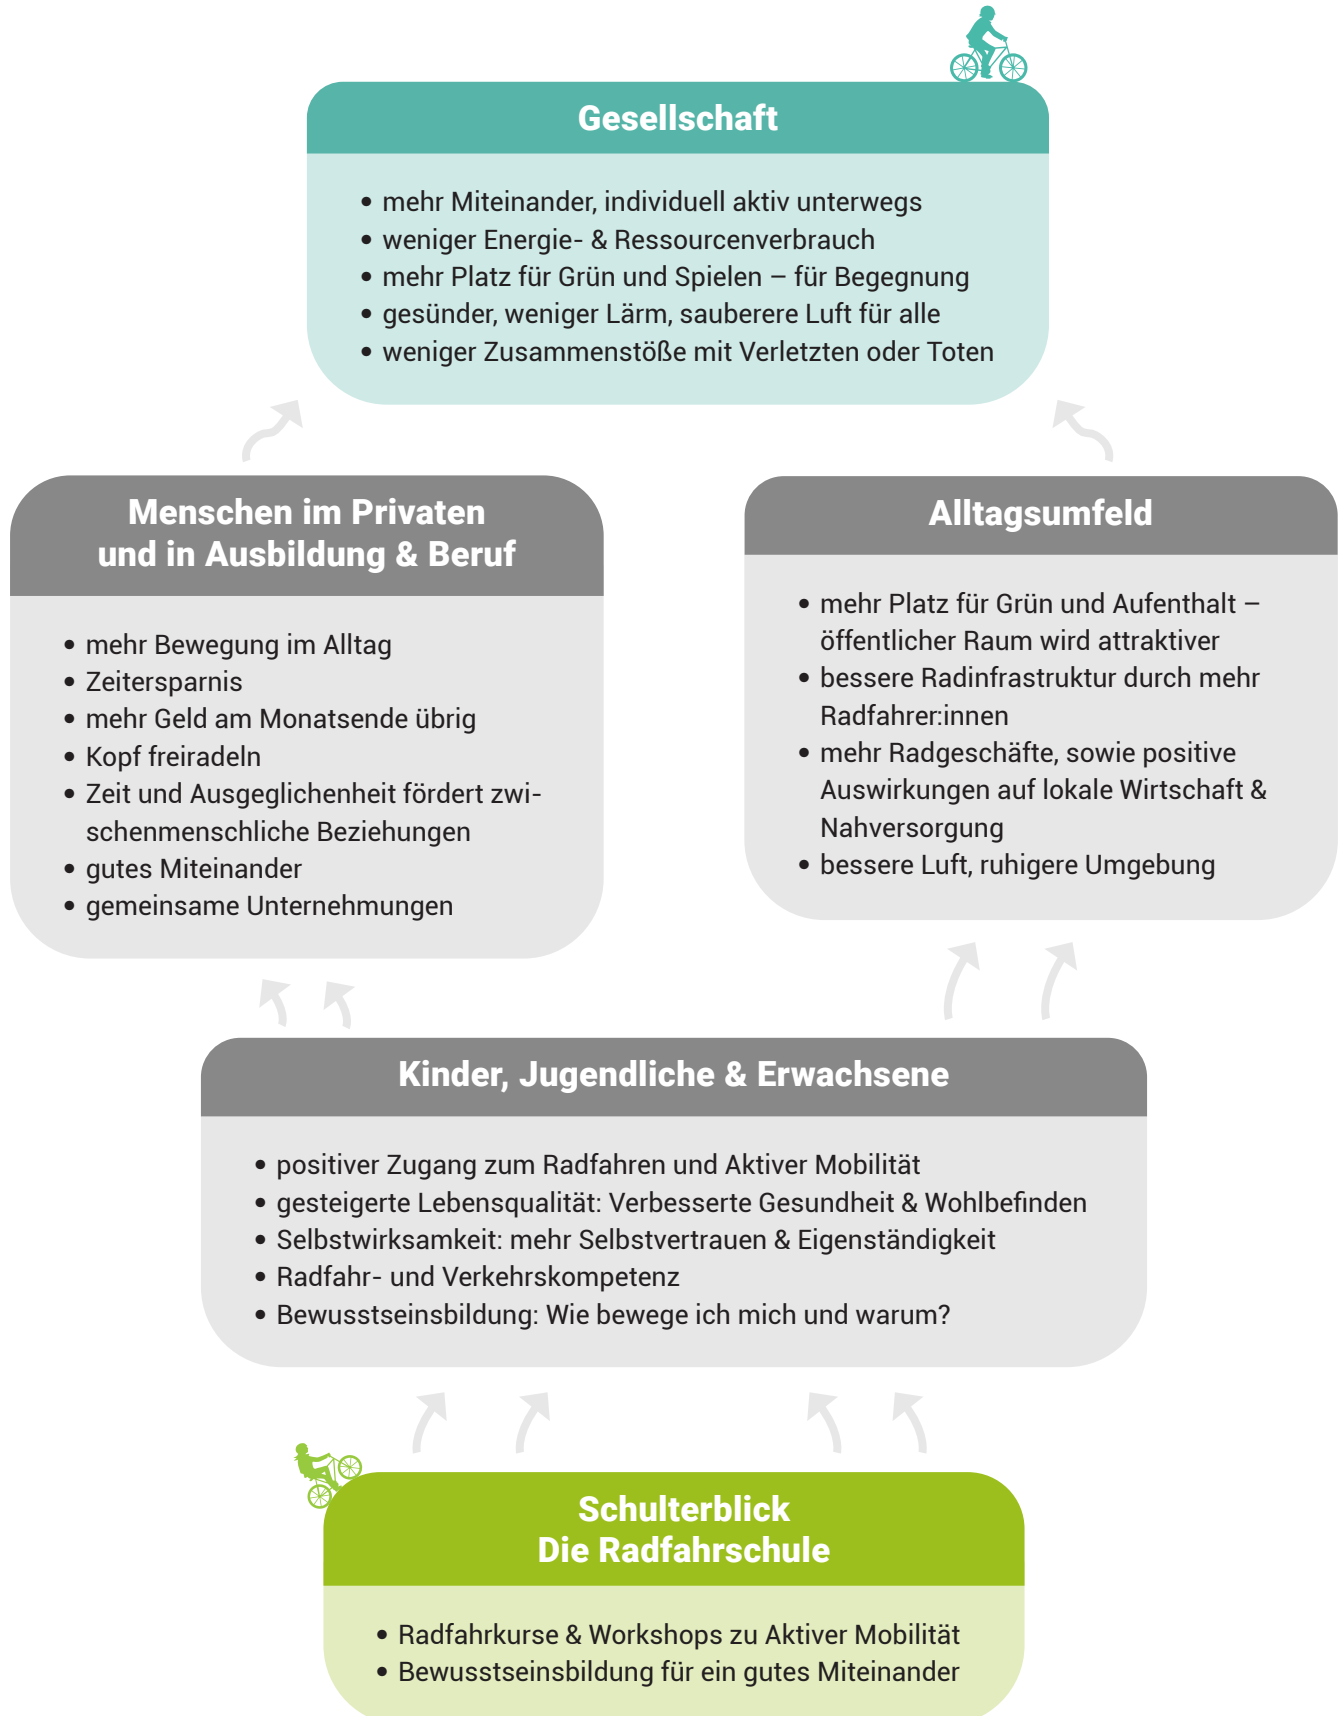 Gesellschaft
• mehr Miteinander, individuell aktiv unterwegs
• weniger Energie- & Ressourcenverbrauch
• mehr Platz für Grün und Spielen – für Begegnung
• gesünder, weniger Lärm, sauberere Luft für alle
• weniger Zusammenstöße mit Verletzten oder Toten
Menschen im Privaten
und in Ausbildung & Beruf
• mehr Bewegung im Alltag
• Zeitersparnis
• mehr Geld am Monatsende übrig
• Kopf freiradeln
• Zeit und Ausgeglichenheit fördert zwi-
schenmenschliche Beziehungen
• gutes Miteinander
• gemeinsame Unternehmungen
Alltagsumfeld
• mehr Platz für Grün und Aufenthalt –
öffentlicher Raum wird attraktiver
• bessere Radinfrastruktur durch mehr
Radfahrer:innen
• mehr Radgeschäfte, sowie positive
Auswirkungen auf lokale Wirtschaft &
Nahversorgung
• bessere Luft, ruhigere Umgebung
Kinder, Jugendliche & Erwachsene
• positiver Zugang zum Radfahren und Aktiver Mobilität
• gesteigerte Lebensqualität: Verbesserte Gesundheit & Wohlbefinden
• Selbstwirksamkeit: mehr Selbstvertrauen & Eigenständigkeit
• Radfahr- und Verkehrskompetenz
• Bewusstseinsbildung: Wie bewege ich mich und warum?
Schulterblick
Die Radfahrschule
• Radfahrkurse & Workshops zu Aktiver Mobilität
• Bewusstseinsbildung für ein gutes Miteinander